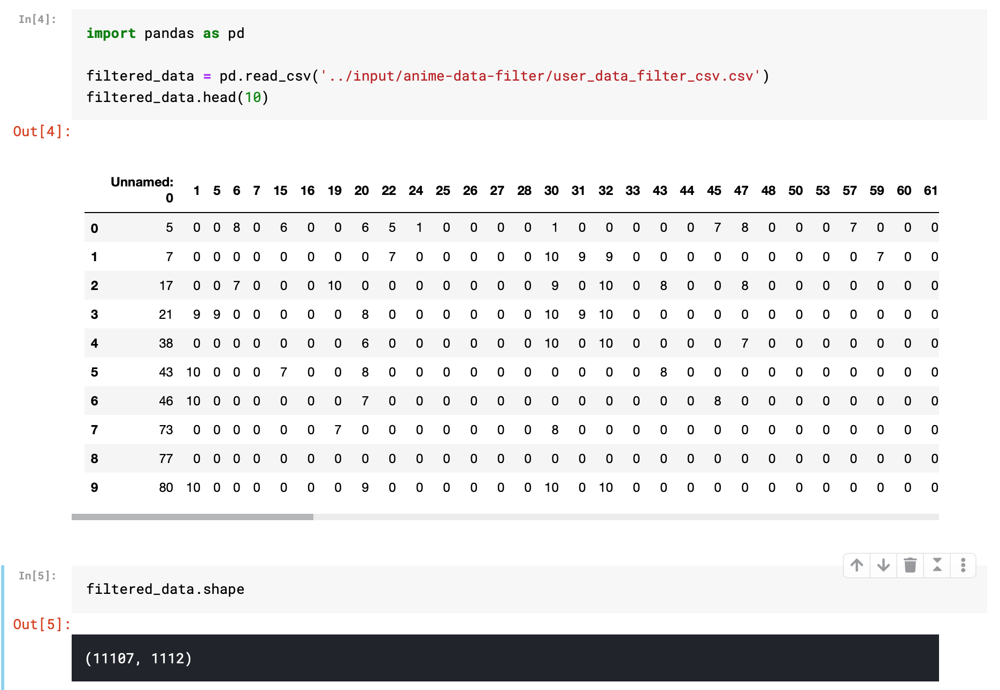 In[4]:
import pandas as pd
filtered_data = pd.read_csv('../input/anime-data-filter/user_data_filter_csv.csv')
filtered_data.head(10)
Out[4]:
Unnamed: 0 1 5 6 7 15 16 19 20 22 24 25 26 27 28 30 31 32 33 43 44 45 47 48 50 53 57 59 60 61
0 5 0 0 8 0 6 0 0 6 5 1 0 0 0 0 1 0 0 0 0 0 7 8 0 0 0 7 0 0 0
1 7 0 0 0 0 0 0 0 0 7 0 0 0 0 0 10 9 9 0 0 0 0 0 0 0 0 0 7 0 0
2 17 0 0 7 0 0 0 10 0 0 0 0 0 0 0 9 0 10 0 8 0 0 8 0 0 0 0 0 0 0
3 21 9 9 0 0 0 0 0 8 0 0 0 0 0 0 10 9 10 0 0 0 0 0 0 0 0 0 0 0 0
4 38 0 0 0 0 0 0 0 6 0 0 0 0 0 0 10 0 10 0 0 0 0 7 0 0 0 0 0 0 0
5 43 10 0 0 0 7 0 0 8 0 0 0 0 0 0 0 0 0 0 8 0 0 0 0 0 0 0 0 0 0
6 46 10 0 0 0 0 0 0 7 0 0 0 0 0 0 0 0 0 0 0 0 8 0 0 0 0 0 0 0 0
7 73 0 0 0 0 0 0 7 0 0 0 0 0 0 0 8 0 0 0 0 0 0 0 0 0 0 0 0 0 0
8 77 0 0 0 0 0 0 0 0 0 0 0 0 0 0 0 0 0 0 0 0 0 0 0 0 0 0 0 0 0
9 80 10 0 0 0 0 0 0 9 0 0 0 0 0 0 10 0 10 0 0 0 0 0 0 0 0 0 0 0 0
In[5]:
filtered_data.shape
Out[5]:
(11107, 1112)